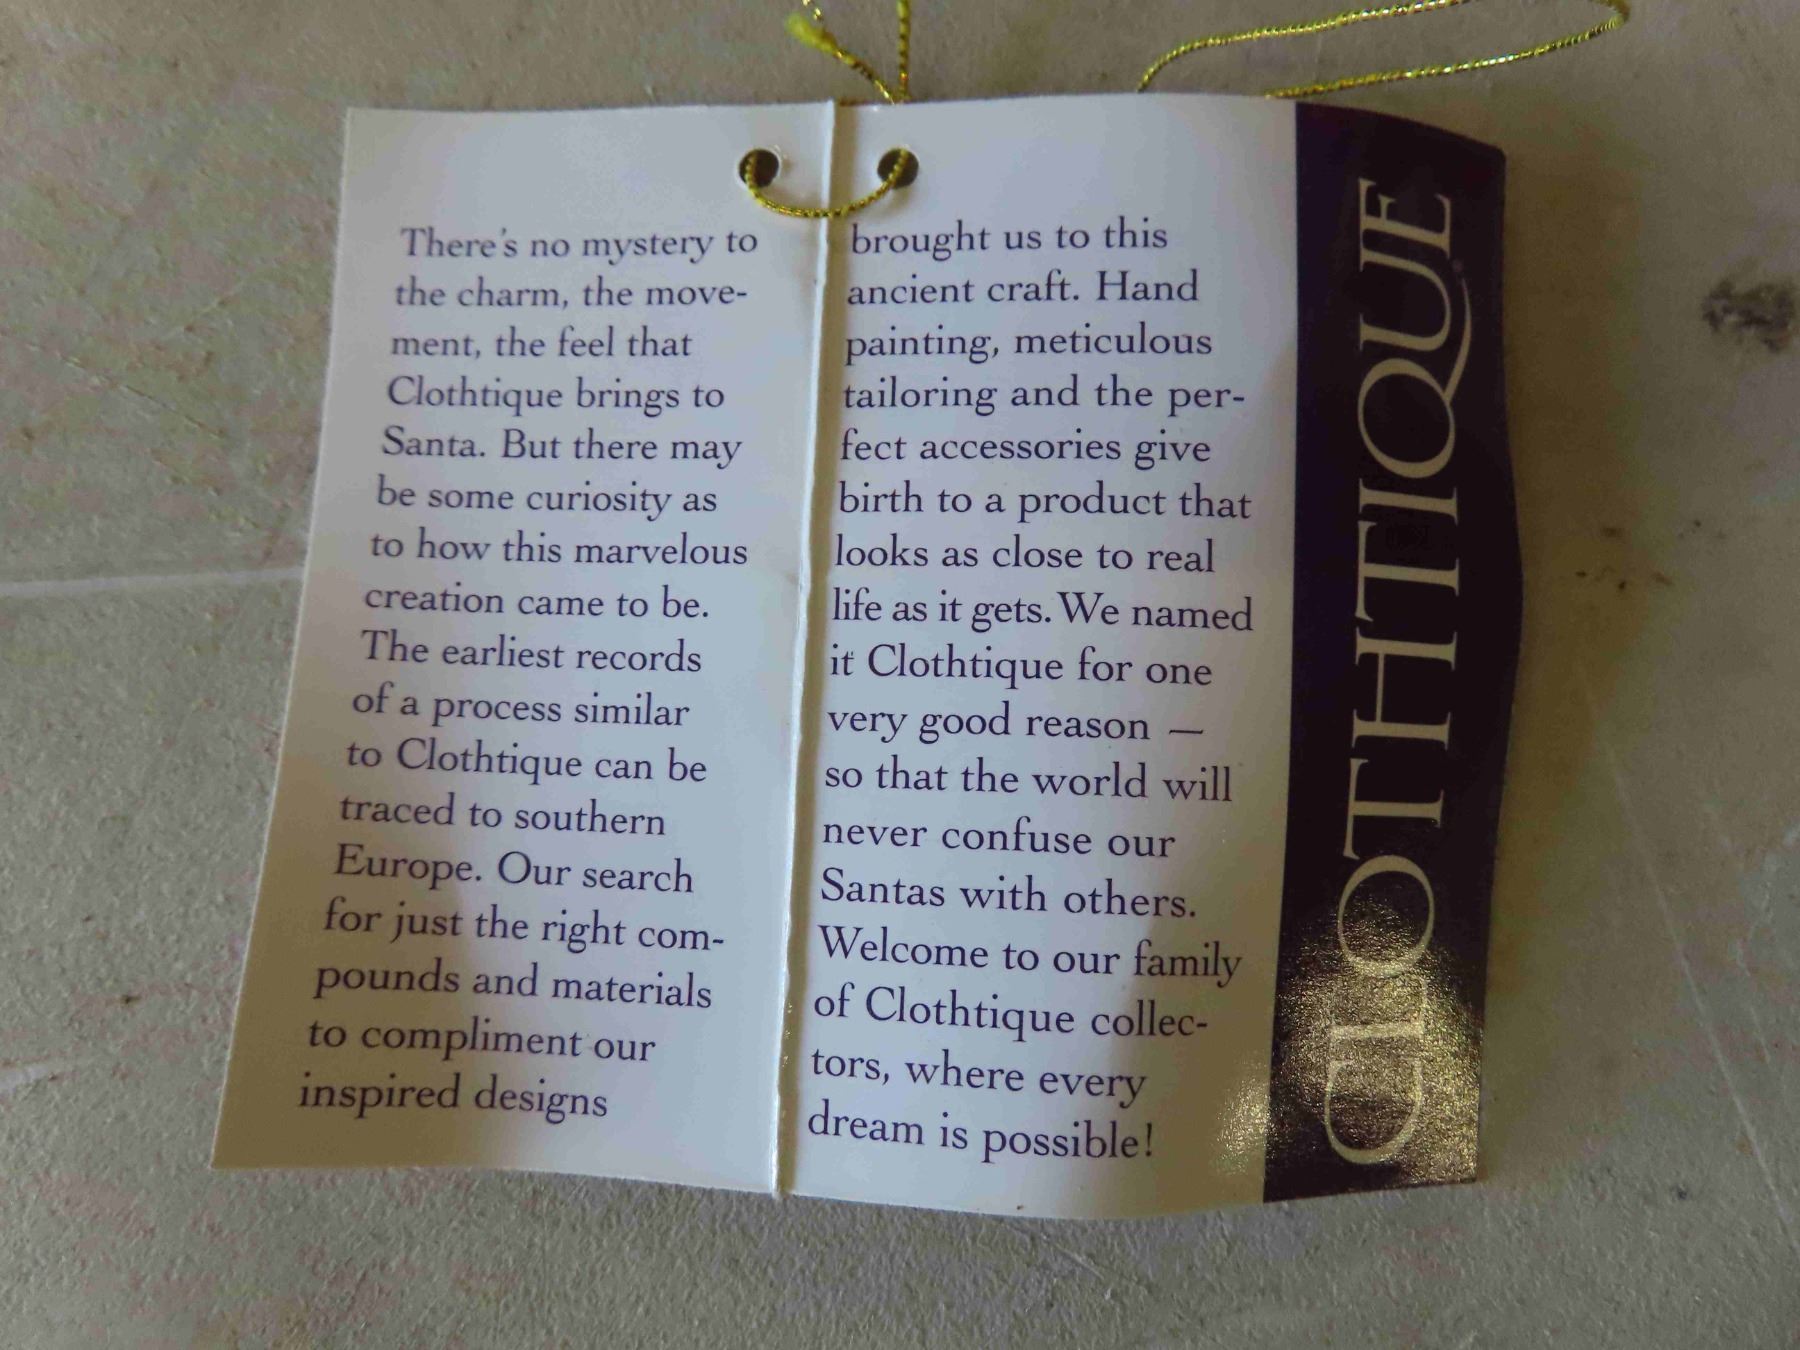 There's no mystery to
the charm, the move-
ment, the feel that
Clothtique brings to
Santa. But there may
be some curiosity as
to how this marvelous
creation came to be.
The earliest records
of a process similar
to Clothtique can be
traced to southern
Europe. Our search
for just the right com-
pounds and materials
to compliment our
inspired designs
brought us to this
ancient craft. Hand
painting, meticulous
tailoring and the per-
fect accessories give
birth to a product that
looks as close to real
life as it gets. We named
it Clothtique for one
very good reason —
so that the world will
never confuse our
Santas with others.
Welcome to our family
of Clothtique collec-
tors, where every
dream is possible!
CLOTHTIQUE®